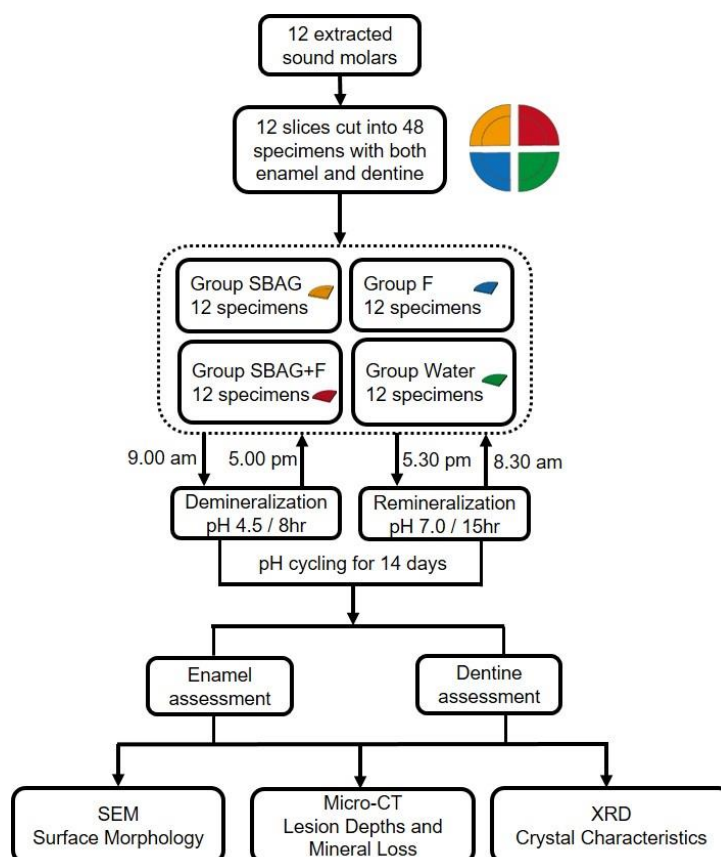 12 extracted
sound molars
12 slices cut into 48
specimens with both
enamel and dentine
Group SBAG
12 specimens
Group F
12 specimens
Group SBAG+F
12 specimens
Group Water
12 specimens
9.00 am
5.00 pm
5.30 pm
8.30 am
Demineralization
pH 4.5 / 8hr
Remineralization
pH 7.0 / 15hr
pH cycling for 14 days
Enamel
assessment
Dentine
assessment
SEM
Surface Morphology
Micro-CT
Lesion Depths and
Mineral Loss
XRD
Crystal Characteristics